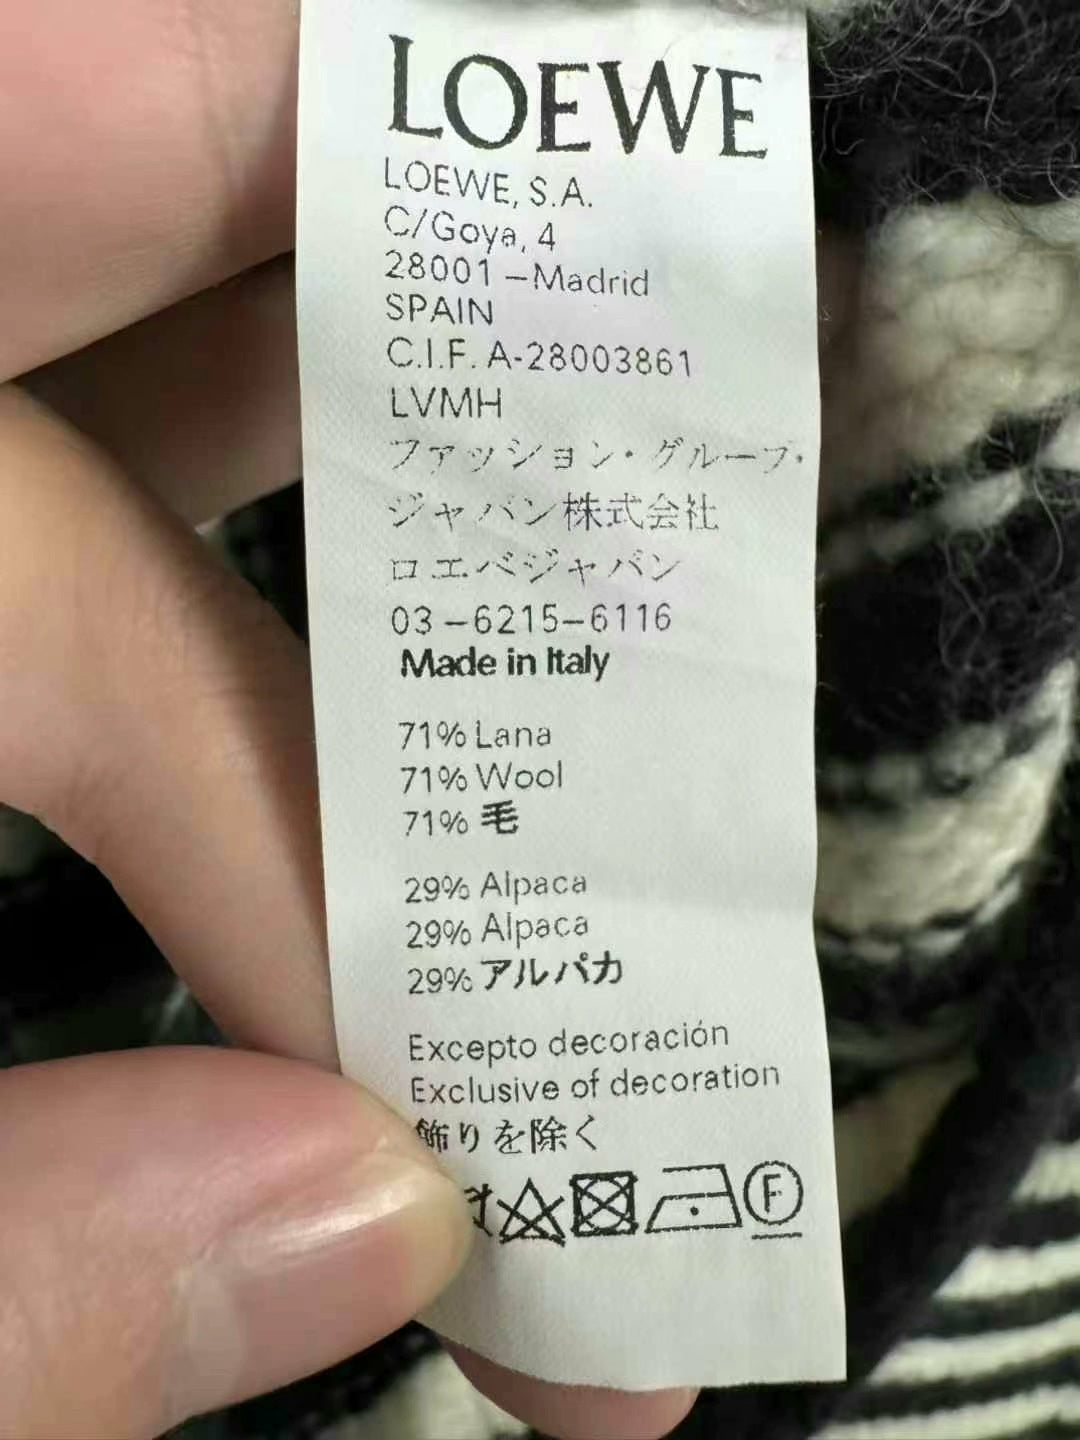 LOEWE
LOEWE, S.A.
C/Goya, 4
28001 –Madrid
SPAIN
C.I.F. A-28003861
LVMH
ファッション・グループ・
ジャパン株式会社
ロエベジャパン
03 –6215–6116
Made in Italy
71% Lana
71% Wool
71% 毛
29% Alpaca
29% Alpaca
29% アルパカ
Excepto decoración
Exclusive of decoration
飾りを除く
F